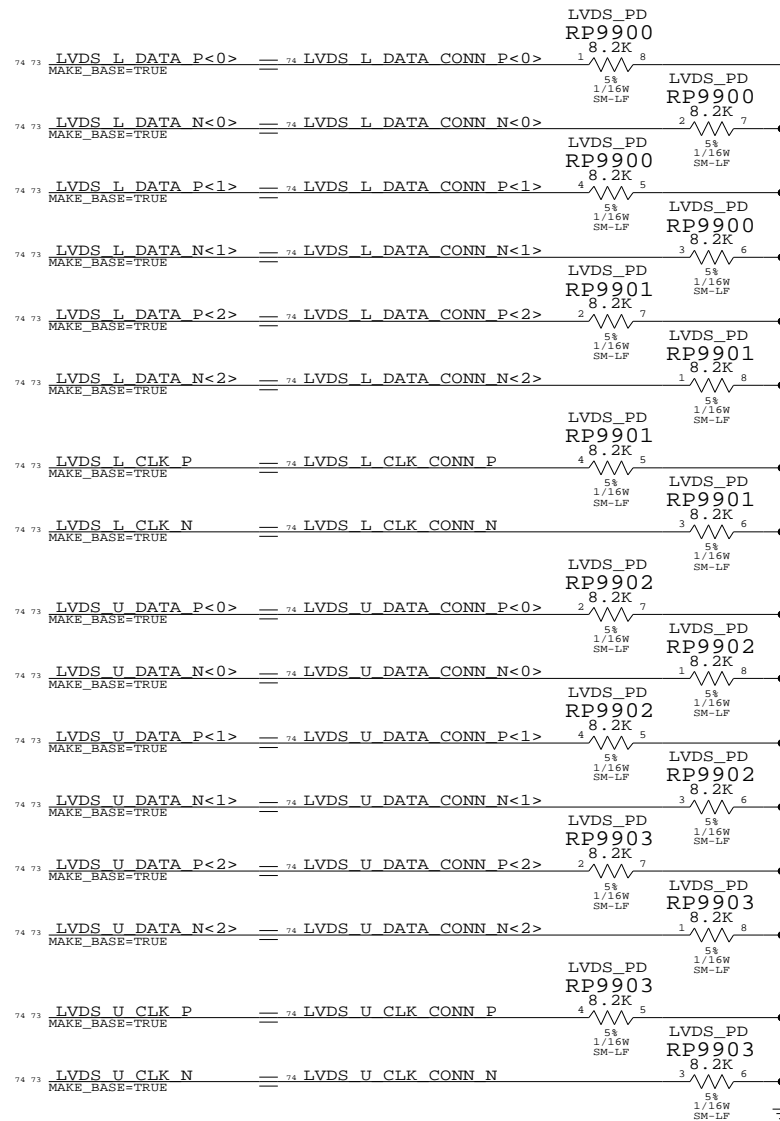 LVDS_PD
RP9900
8.2K
74 73 LVDS_L_DATA_P<0> 74 LVDS_L_DATA_CONN_P<0> 1 8
MAKE_BASE=TRUE
5%
1/16W
SM-LF
LVDS_PD
RP9900
8.2K
74 73 LVDS_L_DATA_N<0> 74 LVDS_L_DATA_CONN_N<0> 2 7
MAKE_BASE=TRUE
5%
1/16W
SM-LF
LVDS_PD
RP9900
8.2K
74 73 LVDS_L_DATA_P<1> 74 LVDS_L_DATA_CONN_P<1> 4 5
MAKE_BASE=TRUE
5%
1/16W
SM-LF
LVDS_PD
RP9900
8.2K
74 73 LVDS_L_DATA_N<1> 74 LVDS_L_DATA_CONN_N<1> 3 6
MAKE_BASE=TRUE
5%
1/16W
SM-LF
LVDS_PD
RP9901
8.2K
74 73 LVDS_L_DATA_P<2> 74 LVDS_L_DATA_CONN_P<2> 2 7
MAKE_BASE=TRUE
5%
1/16W
SM-LF
LVDS_PD
RP9901
8.2K
74 73 LVDS_L_DATA_N<2> 74 LVDS_L_DATA_CONN_N<2> 1 8
MAKE_BASE=TRUE
5%
1/16W
SM-LF
LVDS_PD
RP9901
8.2K
74 73 LVDS_L_CLK_P 74 LVDS_L_CLK_CONN_P 4 5
MAKE_BASE=TRUE
5%
1/16W
SM-LF
LVDS_PD
RP9901
8.2K
74 73 LVDS_L_CLK_N 74 LVDS_L_CLK_CONN_N 3 6
MAKE_BASE=TRUE
5%
1/16W
SM-LF
LVDS_PD
RP9902
8.2K
74 73 LVDS_U_DATA_P<0> 74 LVDS_U_DATA_CONN_P<0> 2 7
MAKE_BASE=TRUE
5%
1/16W
SM-LF
LVDS_PD
RP9902
8.2K
74 73 LVDS_U_DATA_N<0> 74 LVDS_U_DATA_CONN_N<0> 1 8
MAKE_BASE=TRUE
5%
1/16W
SM-LF
LVDS_PD
RP9902
8.2K
74 73 LVDS_U_DATA_P<1> 74 LVDS_U_DATA_CONN_P<1> 4 5
MAKE_BASE=TRUE
5%
1/16W
SM-LF
LVDS_PD
RP9902
8.2K
74 73 LVDS_U_DATA_N<1> 74 LVDS_U_DATA_CONN_N<1> 3 6
MAKE_BASE=TRUE
5%
1/16W
SM-LF
LVDS_PD
RP9903
8.2K
74 73 LVDS_U_DATA_P<2> 74 LVDS_U_DATA_CONN_P<2> 2 7
MAKE_BASE=TRUE
5%
1/16W
SM-LF
LVDS_PD
RP9903
8.2K
74 73 LVDS_U_DATA_N<2> 74 LVDS_U_DATA_CONN_N<2> 1 8
MAKE_BASE=TRUE
5%
1/16W
SM-LF
LVDS_PD
RP9903
8.2K
74 73 LVDS_U_CLK_P 74 LVDS_U_CLK_CONN_P 4 5
MAKE_BASE=TRUE
5%
1/16W
SM-LF
LVDS_PD
RP9903
8.2K
74 73 LVDS_U_CLK_N 74 LVDS_U_CLK_CONN_N 3 6
MAKE_BASE=TRUE
5%
1/16W
SM-LF